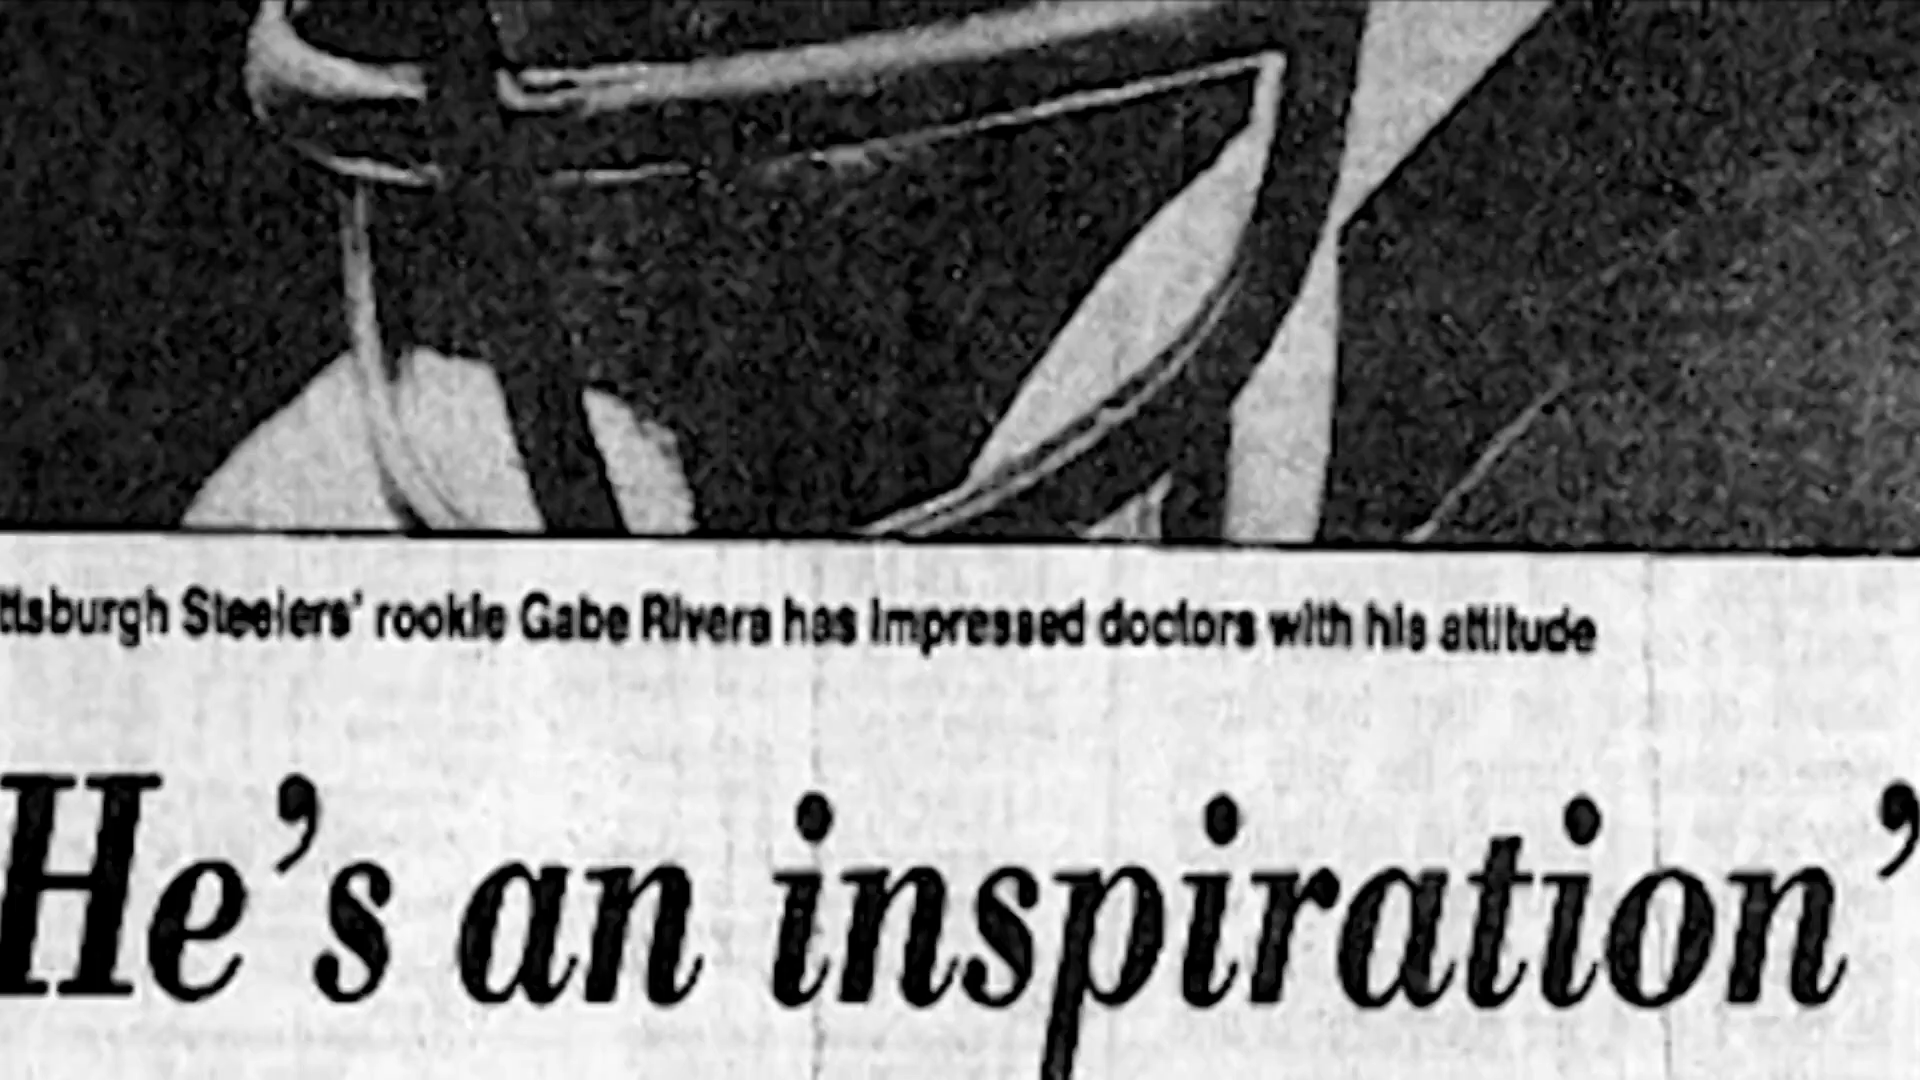 ttsburgh Steelers' rookie Gabe Rivera has impressed doctors with his attitude
He's an inspiration'